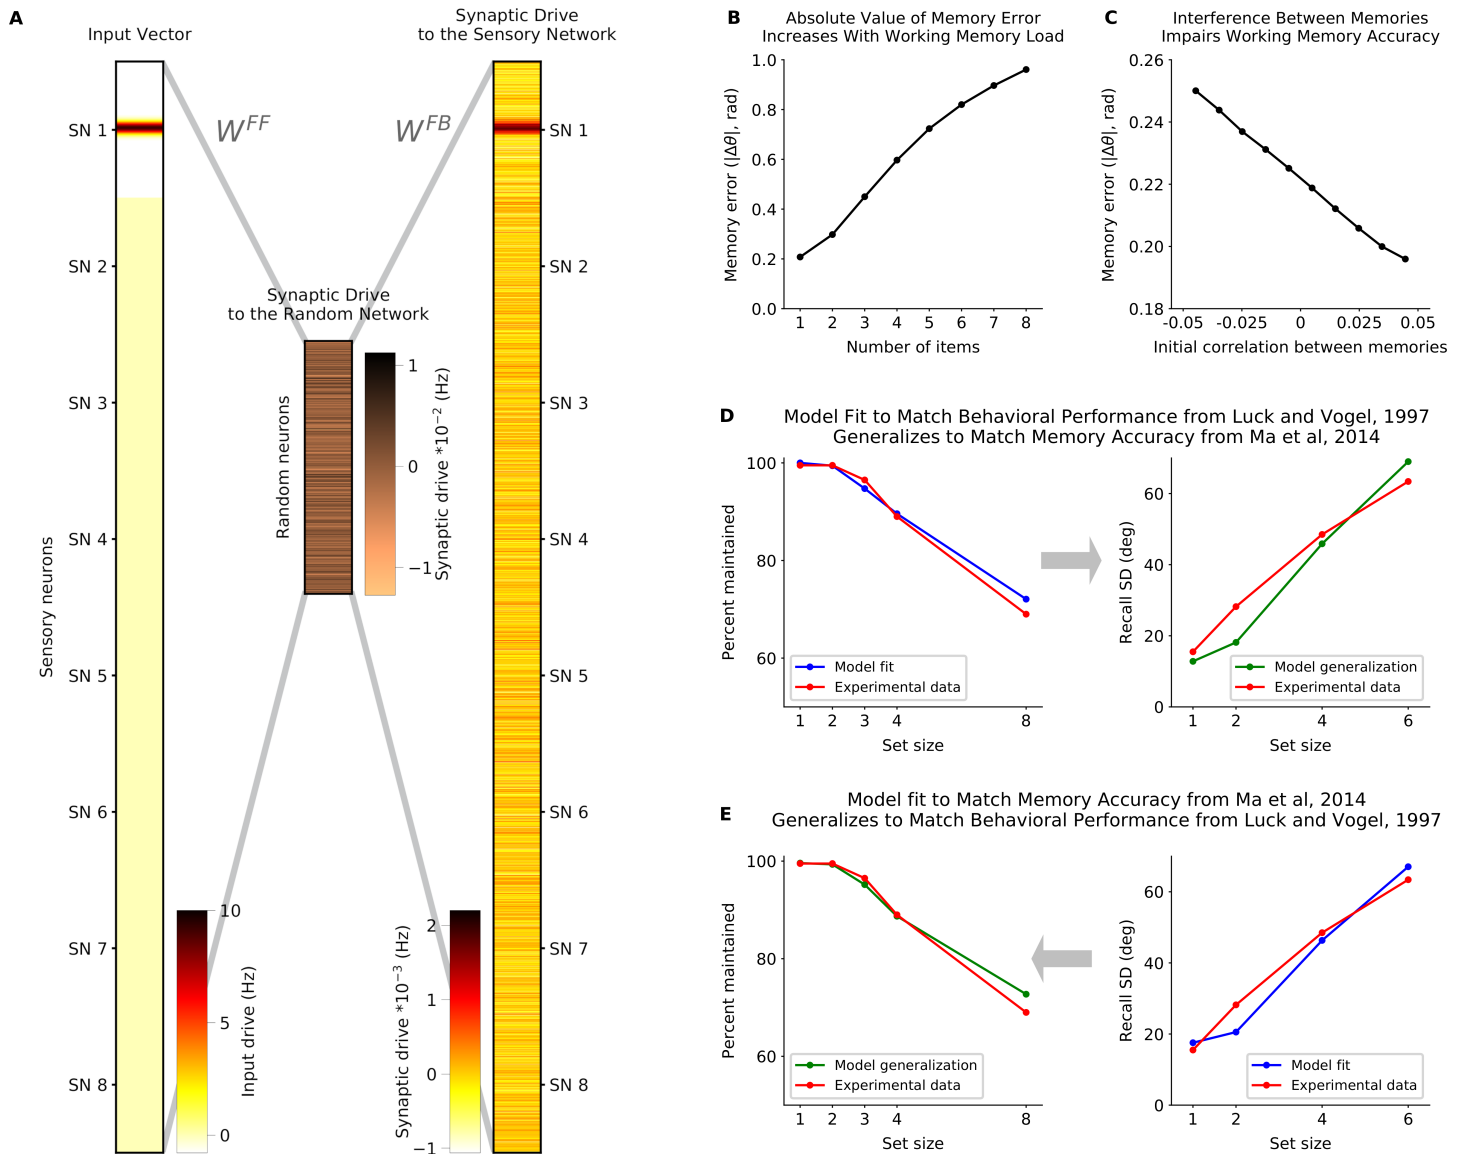 A
Input Vector
Synaptic Drive
to the Sensory Network
SN 1
SN 2
SN 3
SN 4
SN 5
SN 6
SN 7
SN 8
Sensory neurons
W^FF
W^FB
Synaptic Drive
to the Random Network
Random neurons
1
0
−1
Synaptic drive *10^−2 (Hz)
10
5
0
Input drive (Hz)
2
1
0
−1
Synaptic drive *10^−3 (Hz)
SN 1
SN 2
SN 3
SN 4
SN 5
SN 6
SN 7
SN 8
B
Absolute Value of Memory Error
Increases With Working Memory Load
Memory error (|Δθ|, rad)
1.0
0.8
0.6
0.4
0.2
0.0
1 2 3 4 5 6 7 8
Number of items
C
Interference Between Memories
Impairs Working Memory Accuracy
Memory error (|Δθ|, rad)
0.26
0.24
0.22
0.20
0.18
-0.05 -0.025 0 0.025 0.05
Initial correlation between memories
D
Model Fit to Match Behavioral Performance from Luck and Vogel, 1997
Generalizes to Match Memory Accuracy from Ma et al, 2014
Percent maintained
100
80
60
Model fit
Experimental data
1 2 3 4 8
Set size
Recall SD (deg)
60
40
20
0
Model generalization
Experimental data
1 2 4 6
Set size
E
Model fit to Match Memory Accuracy from Ma et al, 2014
Generalizes to Match Behavioral Performance from Luck and Vogel, 1997
Percent maintained
100
80
60
Model generalization
Experimental data
1 2 3 4 8
Set size
Recall SD (deg)
60
40
20
0
Model fit
Experimental data
1 2 4 6
Set size